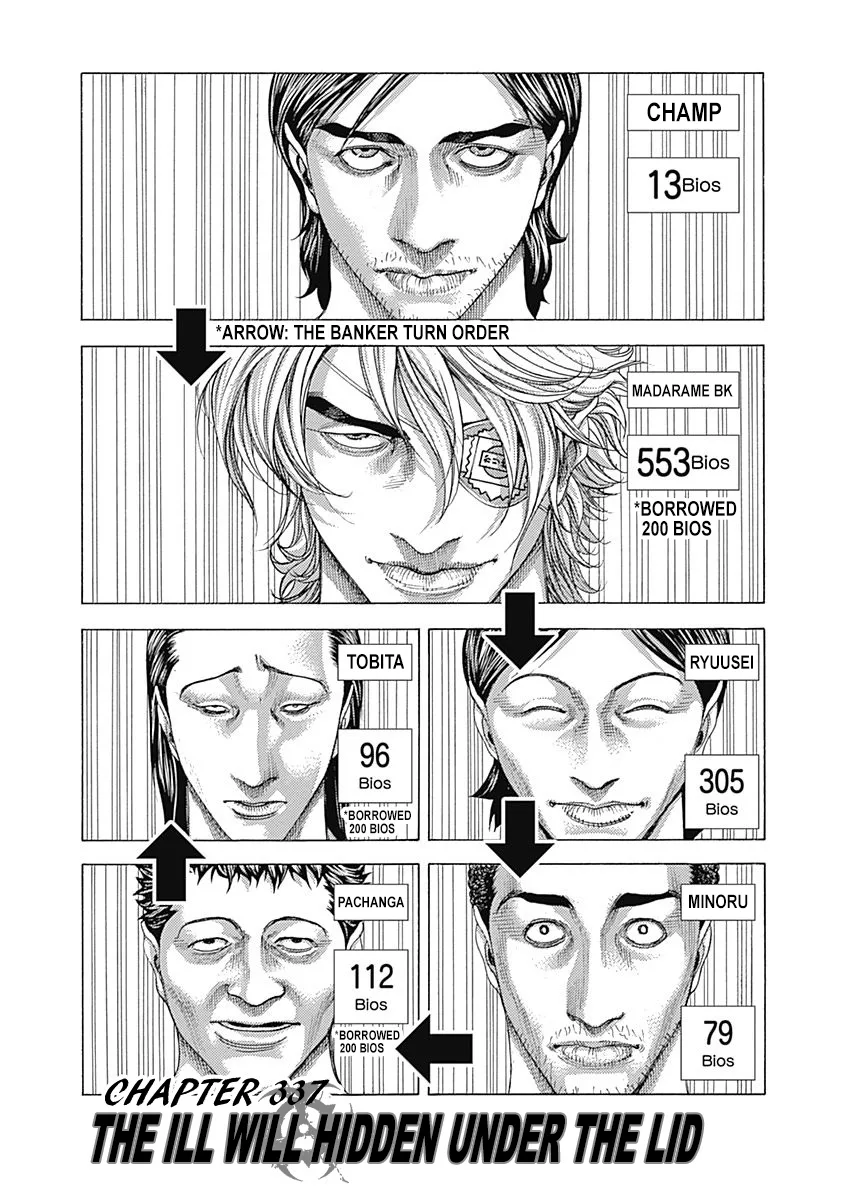 CHAMP
13Bios
*ARROW: THE BANKER TURN ORDER
MADARAME BK
553Bios
*BORROWED
200 BIOS
TOBITA
96
Bios
*BORROWED
200 BIOS
RYUUSEI
305
Bios
PACHANGA
112
Bios
*BORROWED
200 BIOS
MINORU
79
Bios
CHAPTER 337
THE ILL WILL HIDDEN UNDER THE LID